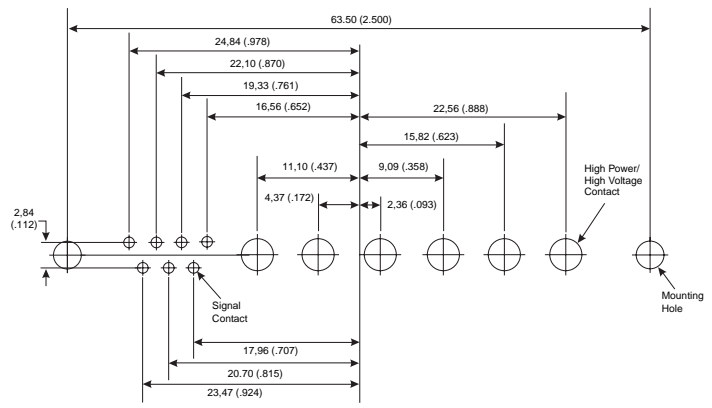 63.50 (2.500)
24,84 (.978)
22,10 (.870)
19,33 (.761)
16,56 (.652)
22,56 (.888)
15,82 (.623)
11,10 (.437)
9,09 (.358)
High Power/
High Voltage
Contact
4,37 (.172)
2,36 (.093)
2,84
(.112)
Signal
Contact
Mounting
Hole
17,96 (.707)
20.70 (.815)
23,47 (.924)